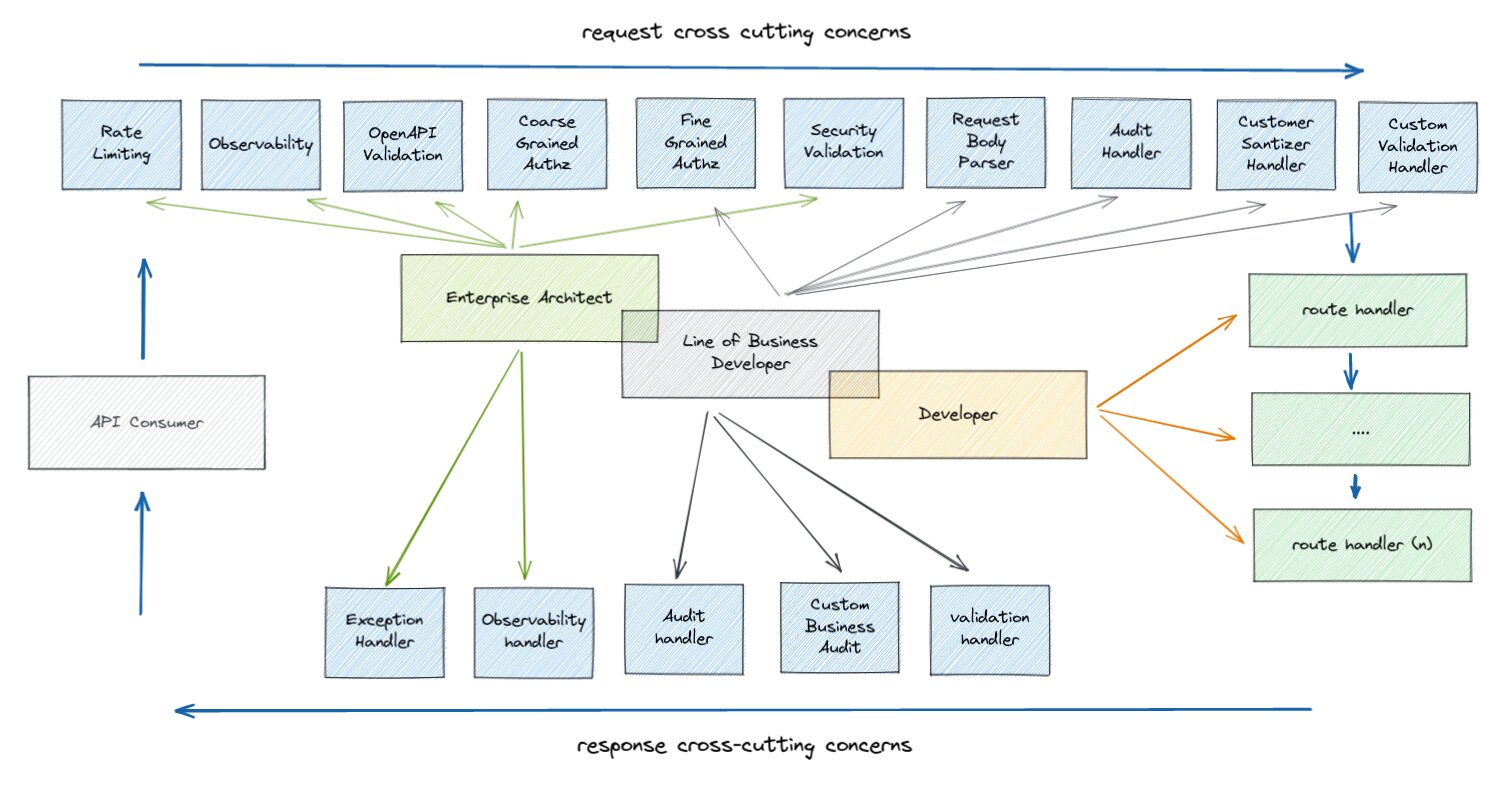 request cross cutting concerns
Rate
Limiting
Observability
OpenAPI
Validation
Coarse
Grained
Authz
Fine
Grained
Authz
Security
Validation
Request
Body
Parser
Audit
Handler
Customer
Santizer
Handler
Custom
Validation
Handler
Enterprise Architect
Line of Business
Developer
Developer
API Consumer
route handler
....
route handler (n)
Exception
Handler
Observability
handler
Audit
handler
Custom
Business
Audit
validation
handler
response cross-cutting concerns